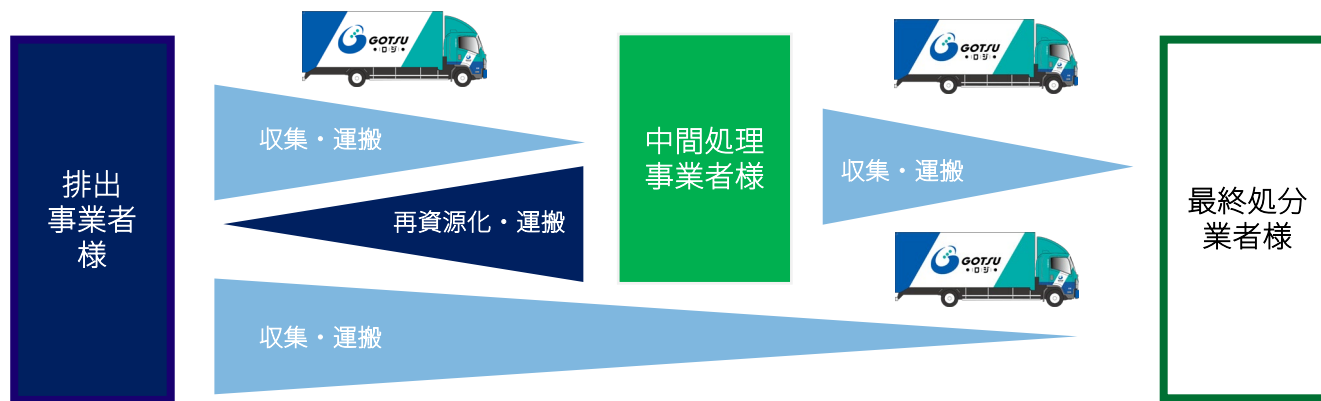 GOTSU
・ロジ・
GOTSU
・ロジ・
排出
事業者
様
収集・運搬
再資源化・運搬
収集・運搬
中間処理
事業者様
収集・運搬
GOTSU
・ロジ・
最終処分
業者様